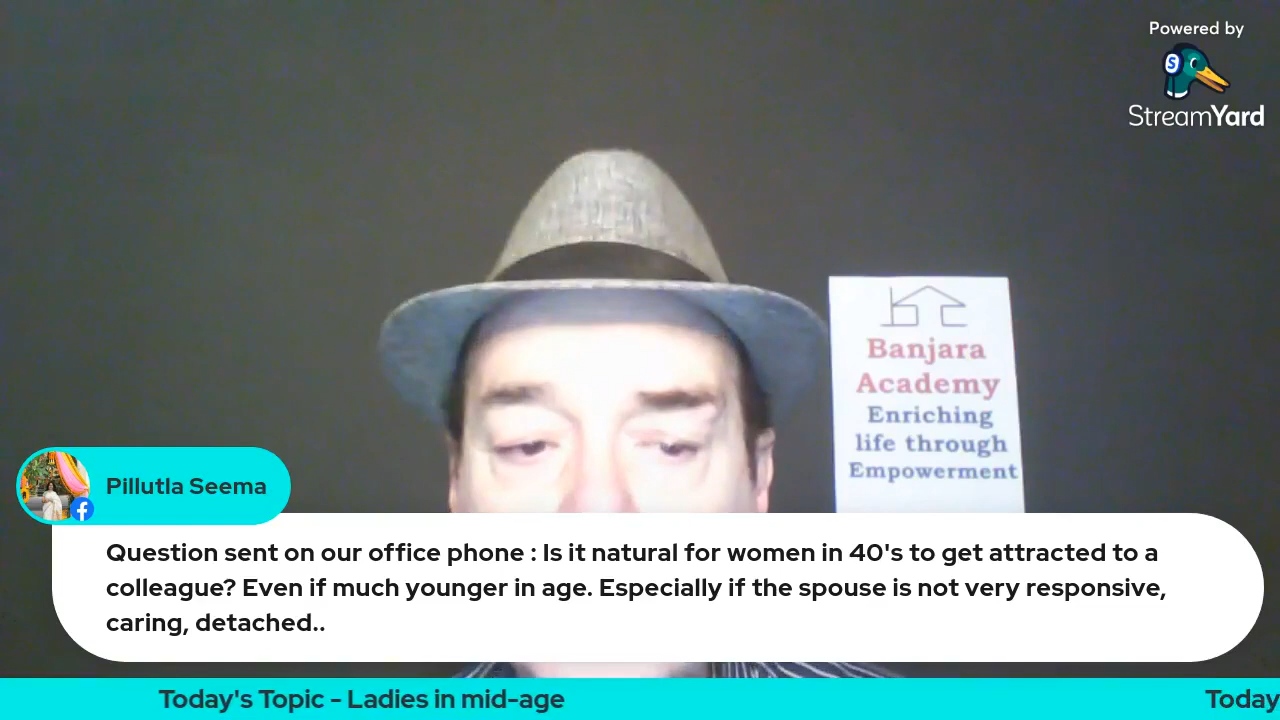 Powered by
S
StreamYard
Banjara
Academy
Enriching
life through
Empowerment
Pillutla Seema
Question sent on our office phone : Is it natural for women in 40's to get attracted to a
colleague? Even if much younger in age. Especially if the spouse is not very responsive,
caring, detached..
Today's Topic - Ladies in mid-age
Today